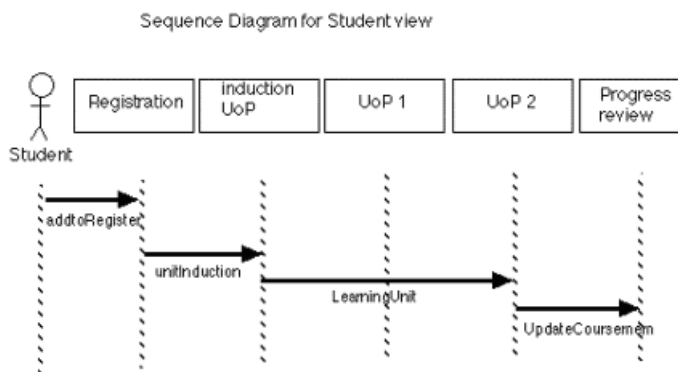 Sequence Diagram for Student view
Registration
induction
UoP
UoP 1
UoP 2
Progress
review
Student
addtoRegister
unitInduction
LearningUnit
UpdateCoursemem